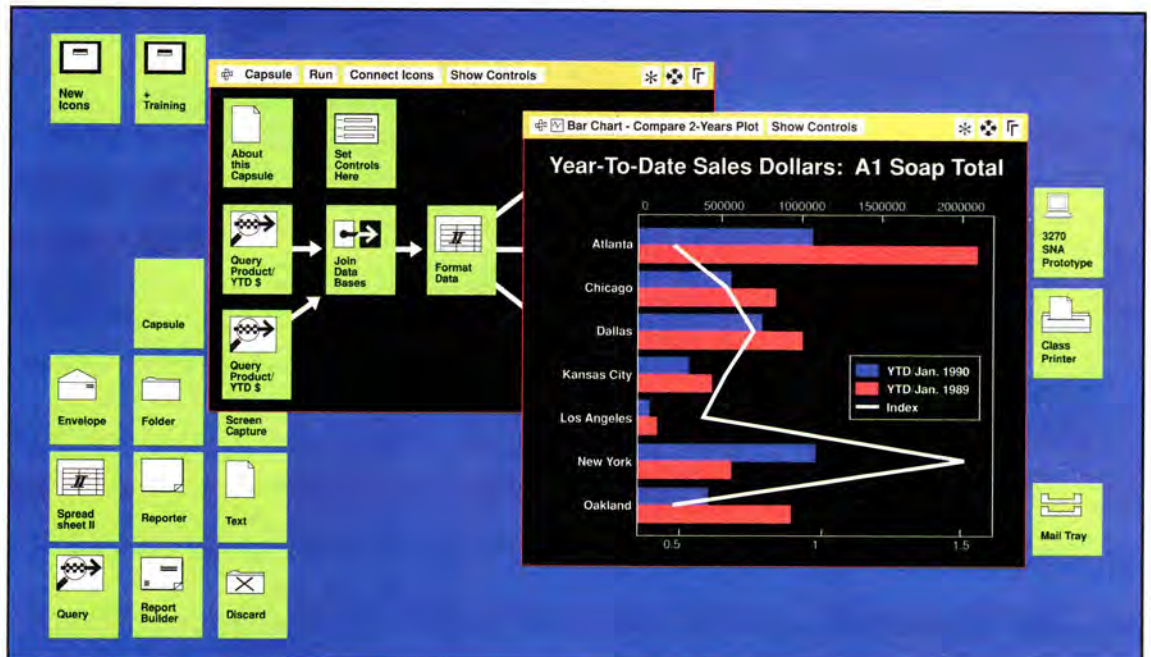 New
Icons
+
Training
Capsule Run Connect Icons Show Controls
About
this
Capsule
Set
Controls
Here
Query
Product/
YTD $
Join
Data
Bases
II
Format
Data
Query
Product/
YTD $
Bar Chart - Compare 2-Years Plot Show Controls
Year-To-Date Sales Dollars: A1 Soap Total
0 500000 1000000 1500000 2000000
Atlanta
Chicago
Dallas
Kansas City
Los Angeles
New York
Oakland
YTD Jan. 1990
YTD Jan. 1989
Index
0.5 1 1.5
3270
SNA
Prototype
Class
Printer
Mail Tray
Capsule
Envelope
Folder
Screen
Capture
II
Spread
sheet II
Reporter
Text
Query
Report
Builder
Discard